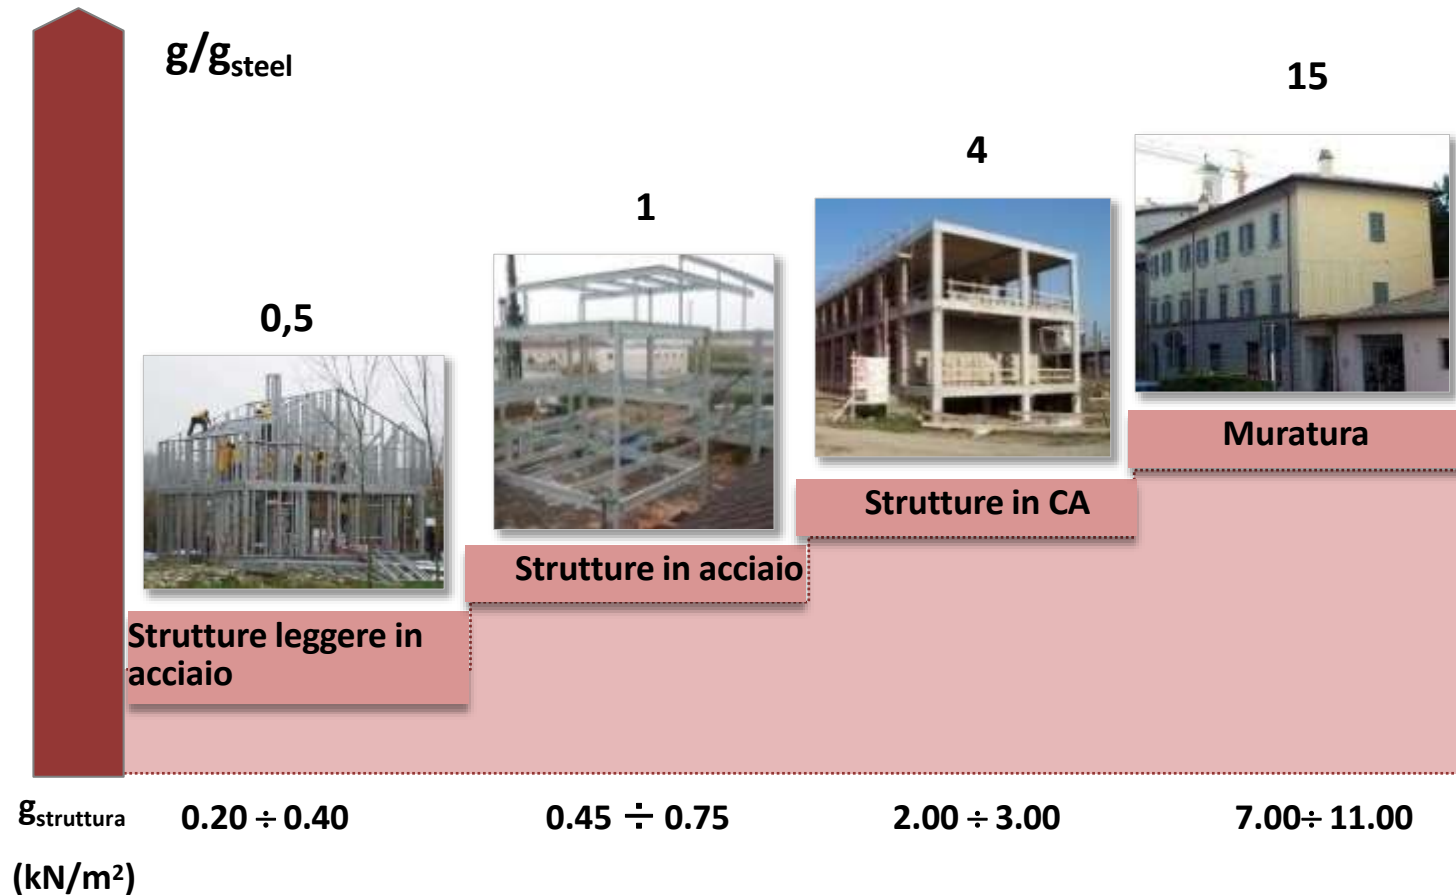 g/gsteel
15
4
1
0,5
Muratura
Strutture in CA
Strutture in acciaio
Strutture leggere in
acciaio
gstruttura
0.20 ÷ 0.40
0.45 ÷ 0.75
2.00 ÷ 3.00
7.00÷ 11.00
(kN/m²)